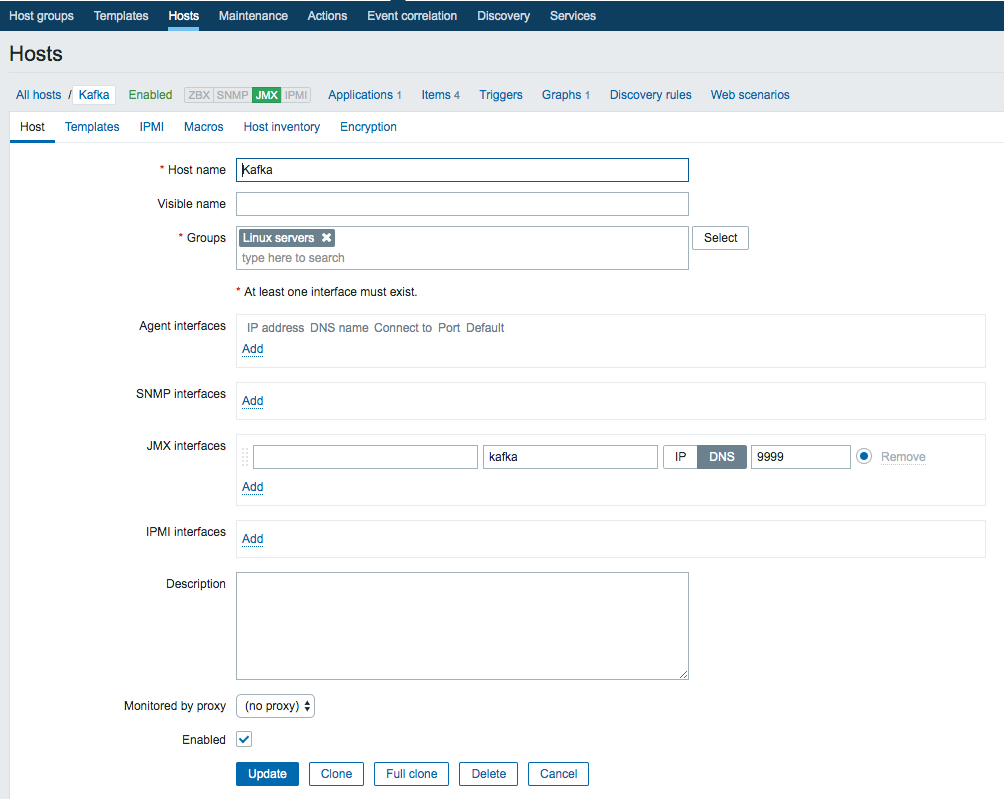 Host groups Templates Hosts Maintenance Actions Event correlation Discovery Services
Hosts
All hosts / Kafka Enabled ZBX SNMP JMX IPMI Applications 1 Items 4 Triggers Graphs 1 Discovery rules Web scenarios
Host Templates IPMI Macros Host inventory Encryption
* Host name Kafka
Visible name
* Groups Linux servers ✖ Select
type here to search
* At least one interface must exist.
Agent interfaces IP address DNS name Connect to Port Default
Add
SNMP interfaces Add
JMX interfaces kafka IP DNS 9999 Remove
Add
IPMI interfaces Add
Description
Monitored by proxy (no proxy)
Enabled
Update Clone Full clone Delete Cancel